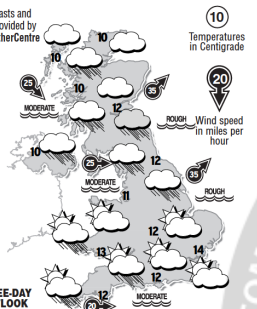 asts and
ovided by
therCentre
10
Temperatures
in Centigrade
20
Wind speed
in miles per
hour
10
10
25
MODERATE
10
12
35
ROUGH
10
25
12
MODERATE
35
ROUGH
11
12
12
13
14
12
EE-DAY
LOOK
12
20
MODERATE